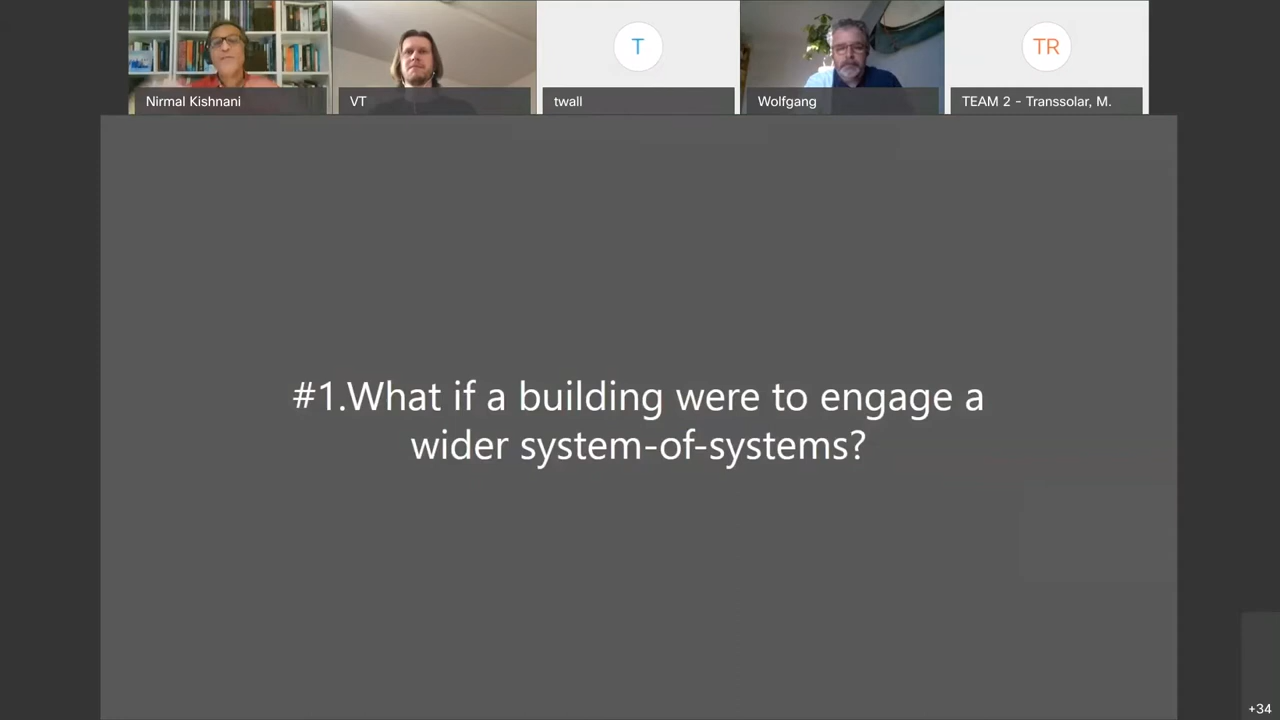 T
TR
Nirmal Kishnani
VT
twall
Wolfgang
TEAM 2 - Transsolar, M.
#1.What if a building were to engage a
wider system-of-systems?
+34